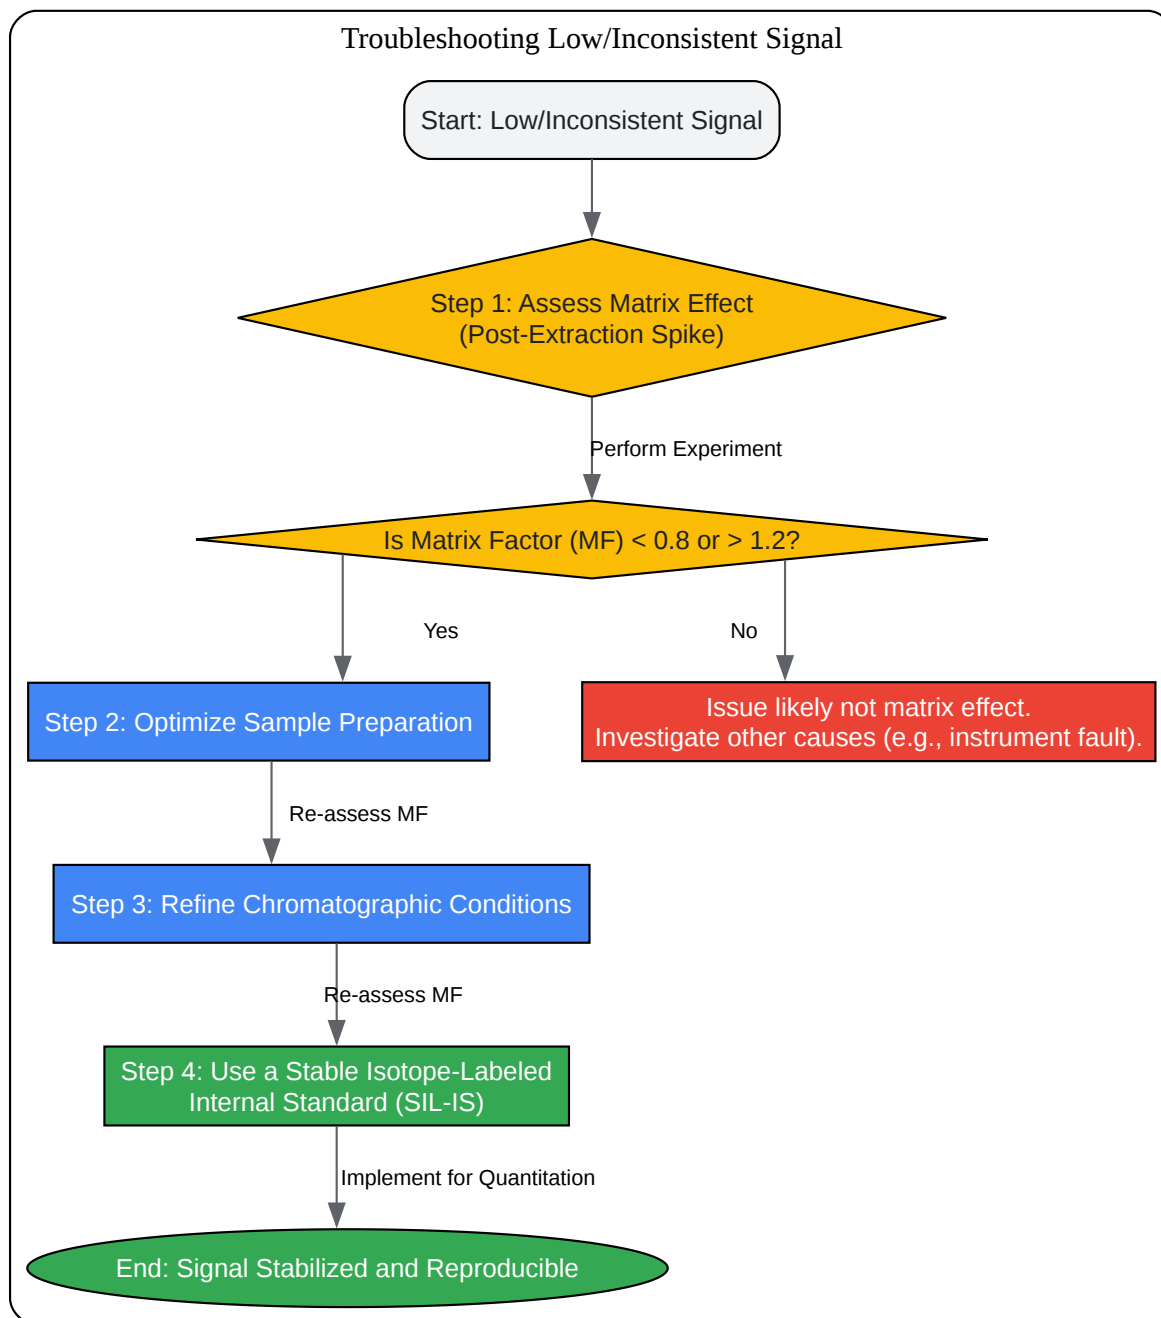 Troubleshooting Low/Inconsistent Signal
Start: Low/Inconsistent Signal
Step 1: Assess Matrix Effect
(Post-Extraction Spike)
Perform Experiment
Is Matrix Factor (MF) < 0.8 or > 1.2?
Yes
No
Step 2: Optimize Sample Preparation
Issue likely not matrix effect.
Investigate other causes (e.g., instrument fault).
Re-assess MF
Step 3: Refine Chromatographic Conditions
Re-assess MF
Step 4: Use a Stable Isotope-Labeled
Internal Standard (SIL-IS)
Implement for Quantitation
End: Signal Stabilized and Reproducible